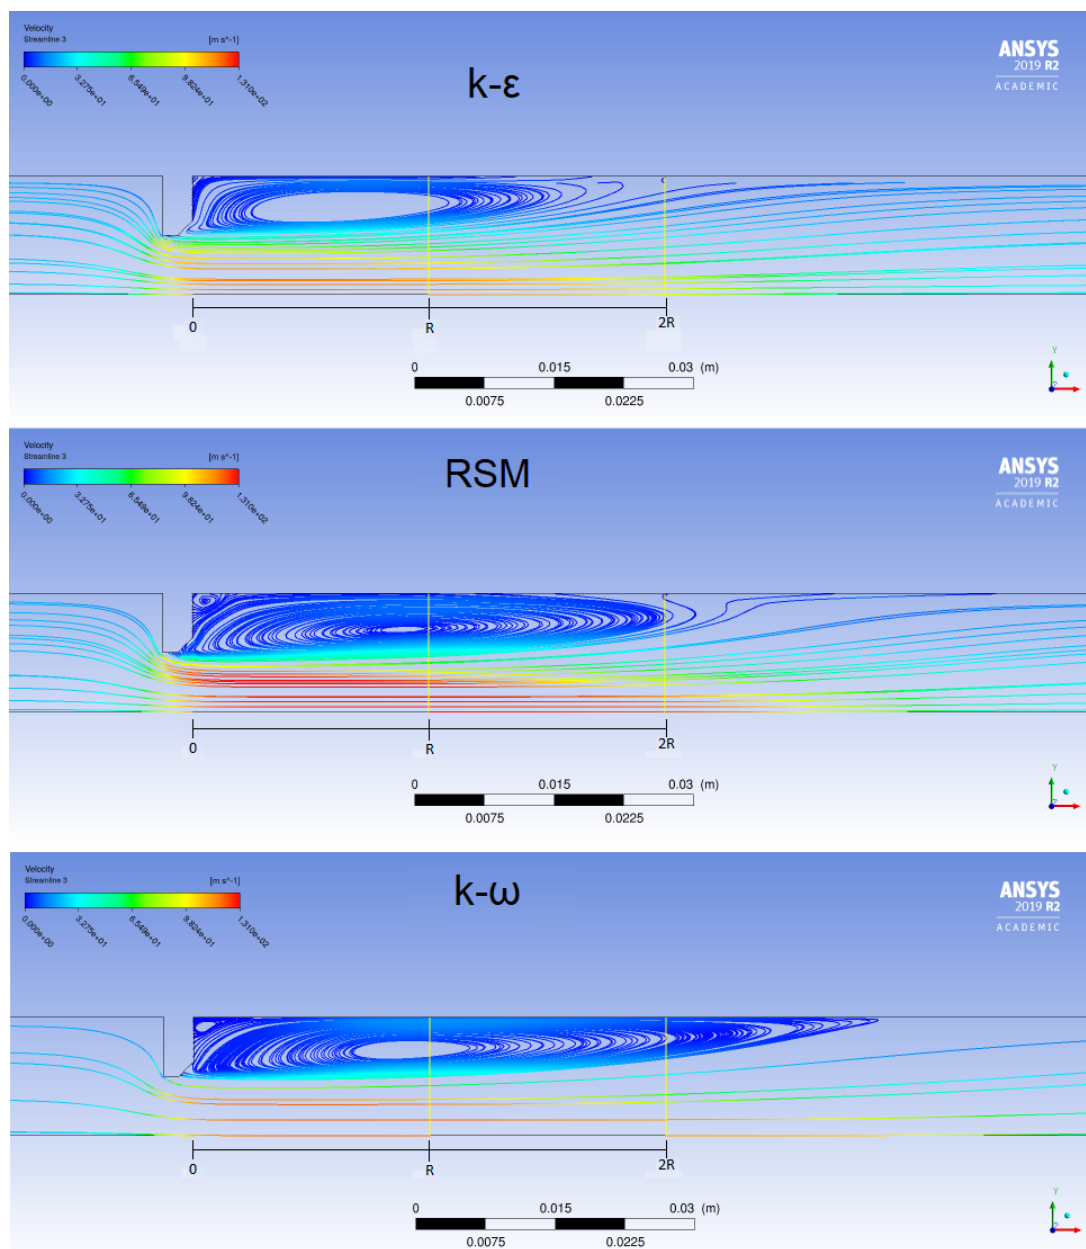 Velocity
Streamline 3
[m s^-1]
0.000e+00
3.275e+01
6.549e+01
9.824e+01
1.310e+02
k-ε
ANSYS
2019 R2
ACADEMIC
0
R
2R
0
0.015
0.03
(m)
0.0075
0.0225
Y
Z
Velocity
Streamline 3
[m s^-1]
0.000e+00
3.275e+01
6.549e+01
9.824e+01
1.310e+02
RSM
ANSYS
2019 R2
ACADEMIC
0
R
2R
0
0.015
0.03
(m)
0.0075
0.0225
Y
Z
Velocity
Streamline 3
[m s^-1]
0.000e+00
3.275e+01
6.549e+01
9.824e+01
1.310e+02
k-ω
ANSYS
2019 R2
ACADEMIC
0
R
2R
0
0.015
0.03
(m)
0.0075
0.0225
Y
Z